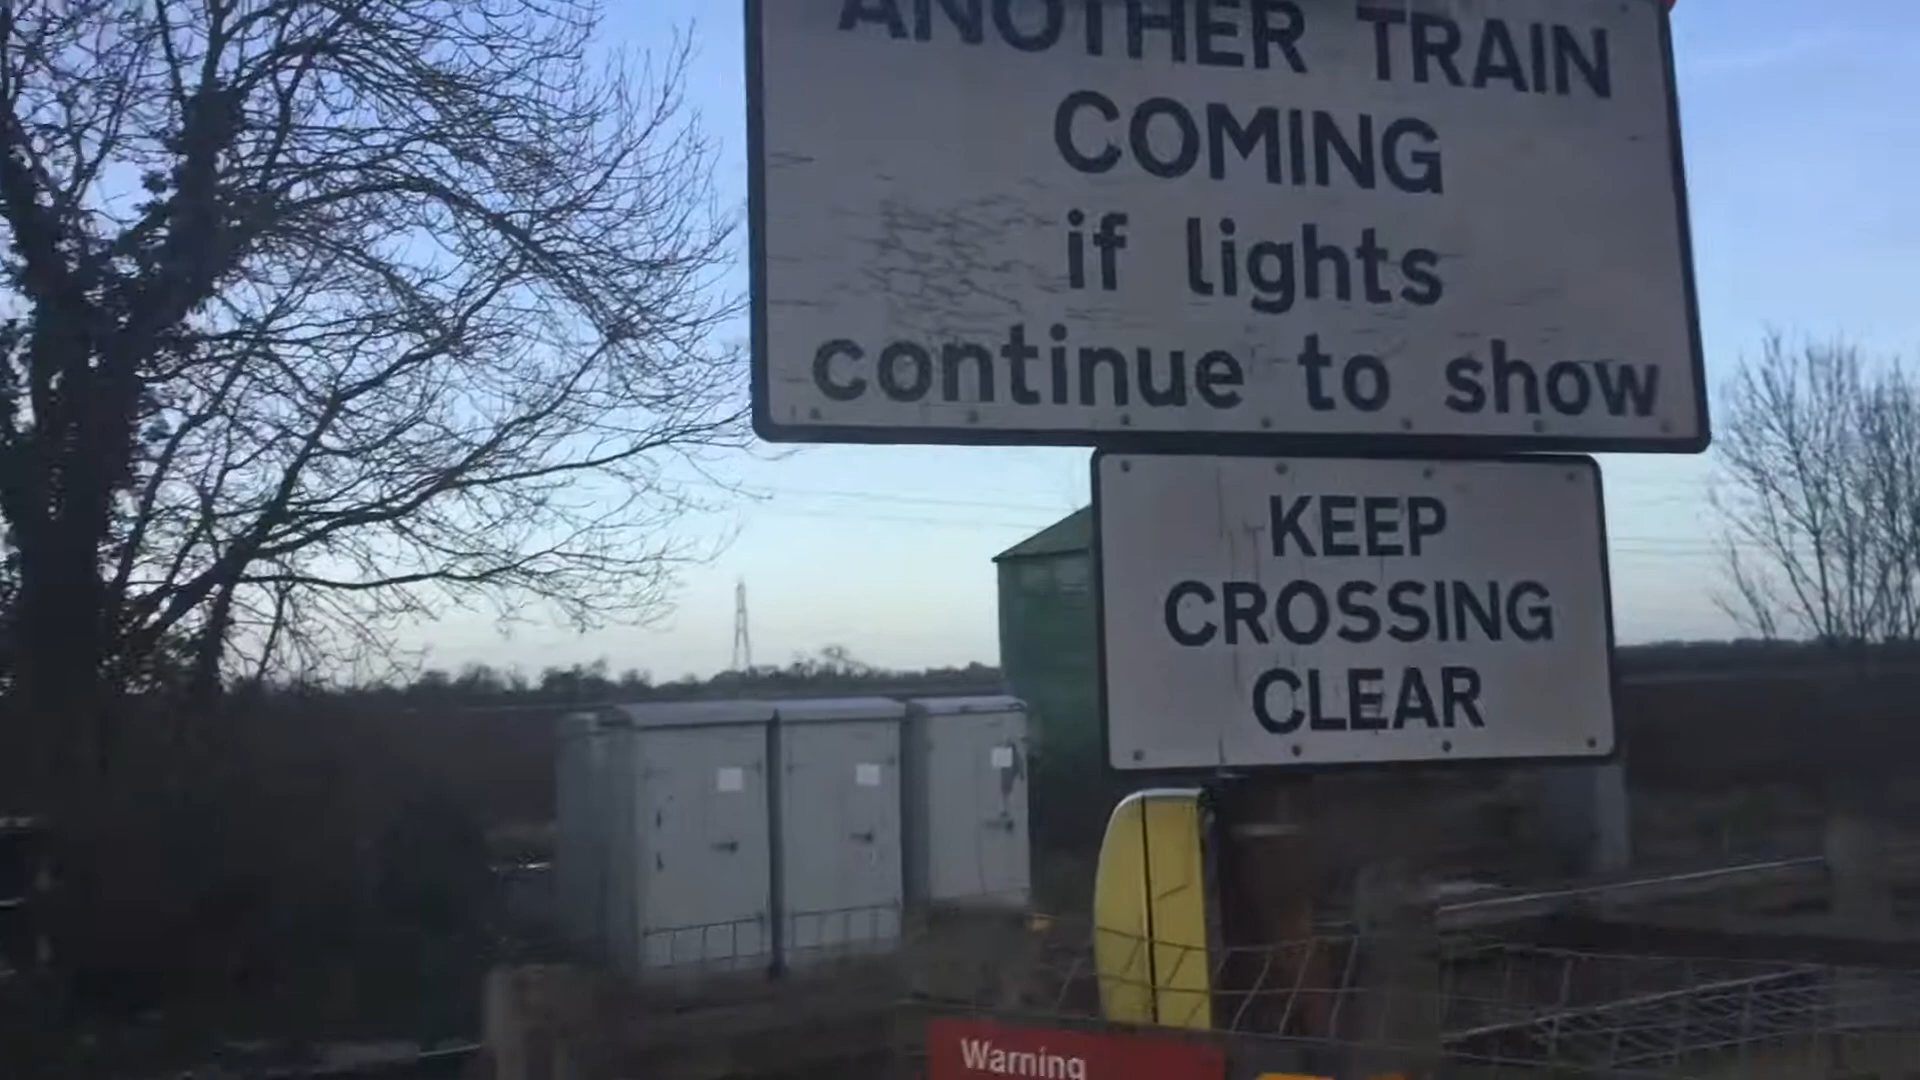 ANOTHER TRAIN
COMING
if lights
continue to show
KEEP
CROSSING
CLEAR
Warning